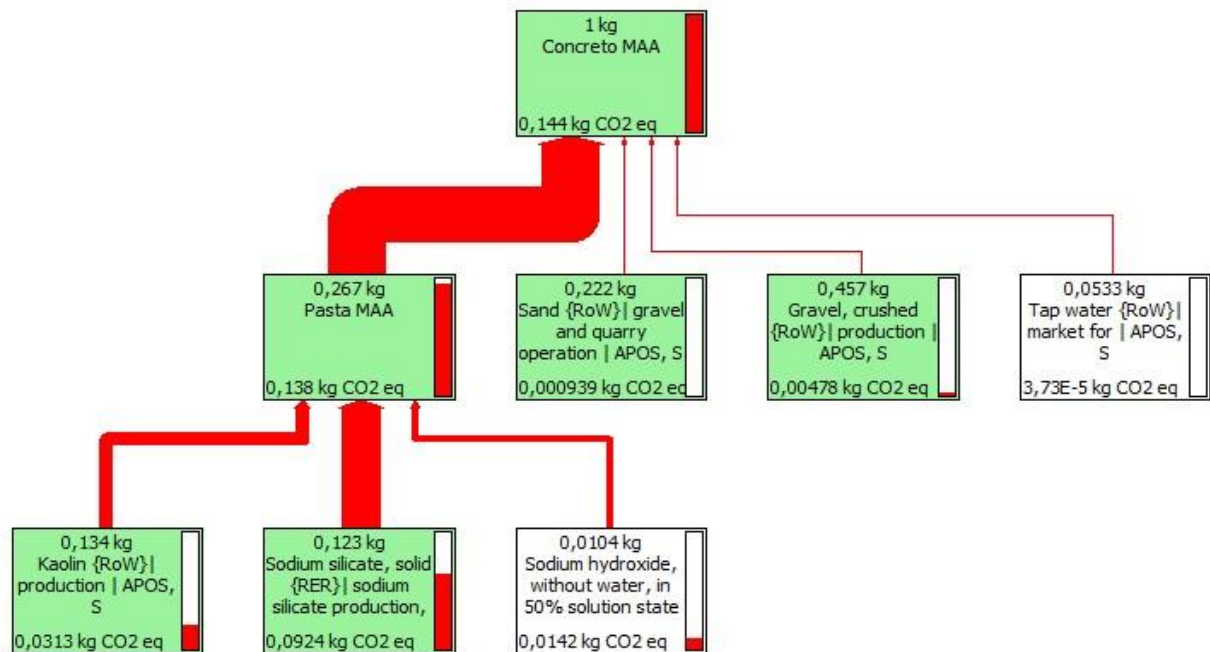 1 kg
Concreto MAA
0,144 kg CO2 eq
0,267 kg
Pasta MAA
0,138 kg CO2 eq
0,222 kg
Sand {RoW}| gravel
and quarry
operation | APOS, S
0,000939 kg CO2 eq
0,457 kg
Gravel, crushed
{RoW}| production |
APOS, S
0,00478 kg CO2 eq
0,0533 kg
Tap water {RoW}|
market for | APOS,
S
3,73E-5 kg CO2 eq
0,134 kg
Kaolin {RoW}|
production | APOS,
S
0,0313 kg CO2 eq
0,123 kg
Sodium silicate, solid
{RER}| sodium
silicate production,
0,0924 kg CO2 eq
0,0104 kg
Sodium hydroxide,
without water, in
50% solution state
0,0142 kg CO2 eq